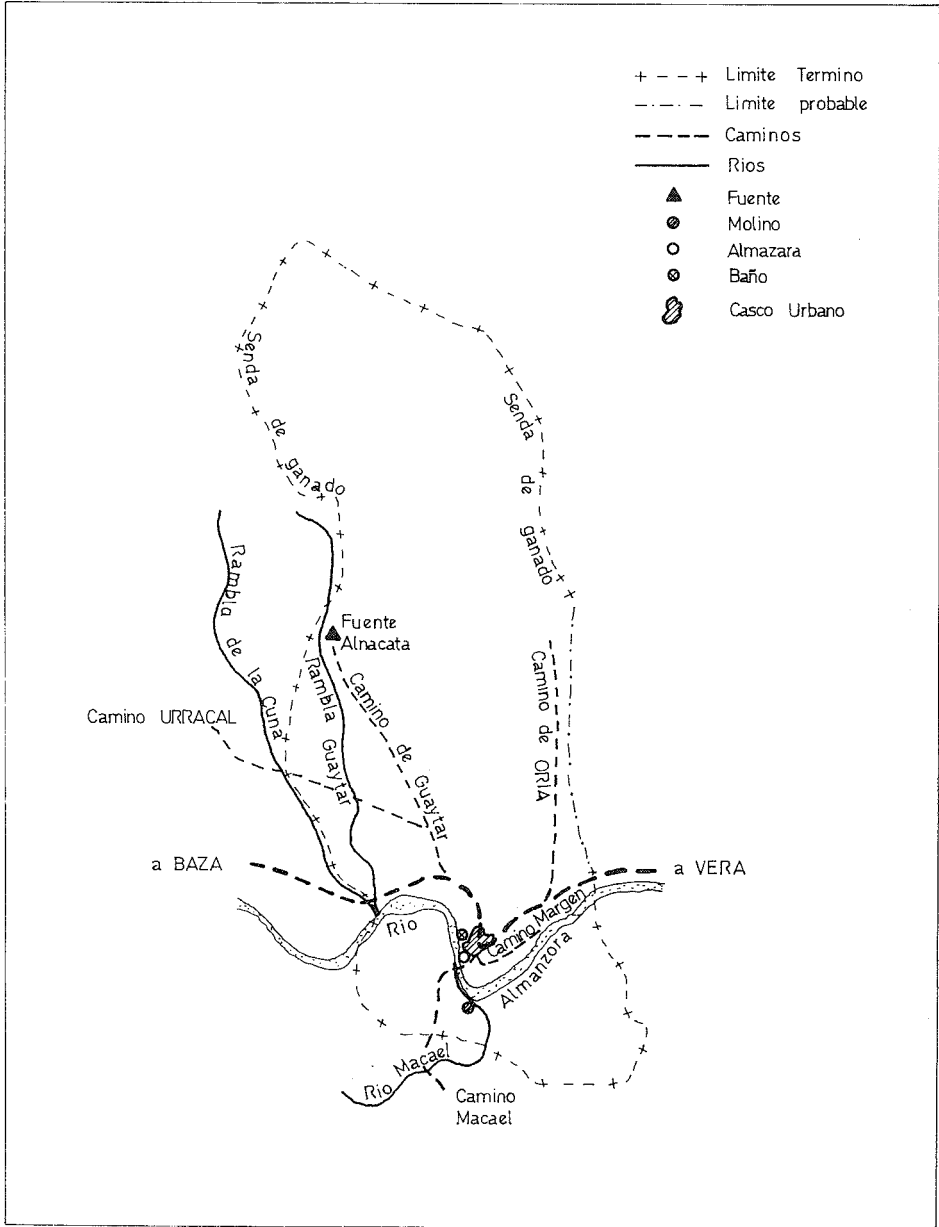 Limite Termino
Limite probable
Caminos
Rios
Fuente
Molino
Almazara
Baño
Casco Urbano
Senda de ganado
Senda de ganado
Rambla de la Cuna
Fuente
Alnacata
Rambla Guaytar
Camino de Guaytar
Camino de ORIA
Camino URRACAL
a BAZA
a VERA
Rio
Camino Margen
Almanzora
Rio Macael
Camino
Macael